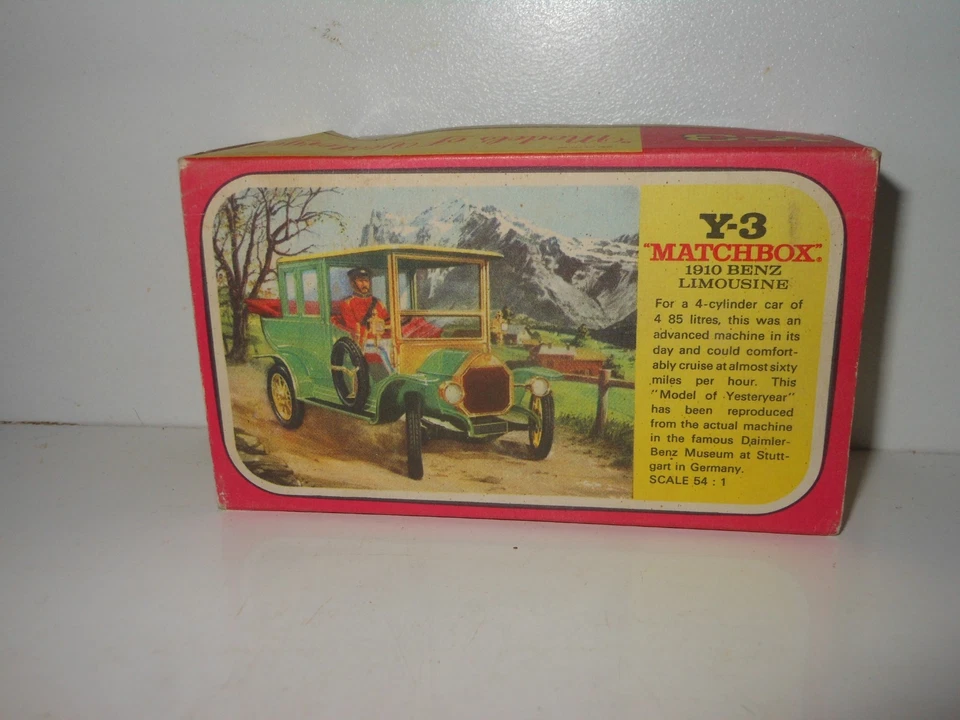 Models of Yesteryear
Y-3
"MATCHBOX".
1910 BENZ
LIMOUSINE
For a 4-cylinder car of
4 85 litres, this was an
advanced machine in its
day and could comfort-
ably cruise at almost sixty
miles per hour. This
"Model of Yesteryear"
has been reproduced
from the actual machine
in the famous Daimler-
Benz Museum at Stutt-
gart in Germany.
SCALE 54 : 1